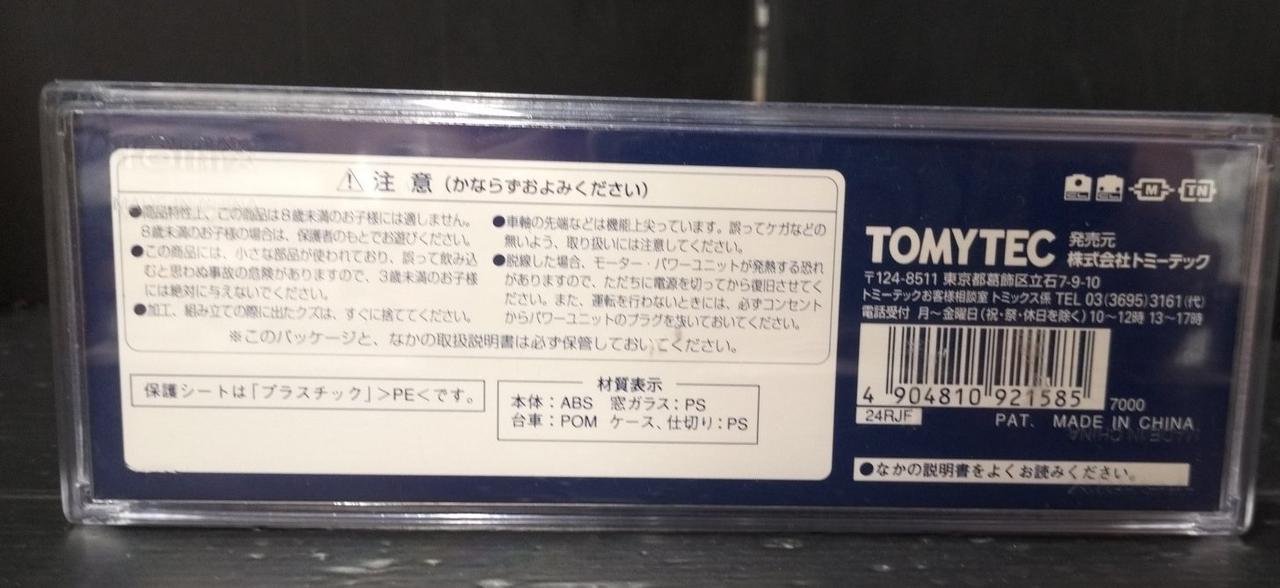 ⚠ 注 意 (かならずおよみください)
●商品特性上、この商品は8歳未満のお子様には適しません。
8歳未満のお子様の場合は、保護者のもとでお遊びください。
●この商品には、小さな部品が使われており、誤って飲み込
むと思わぬ事故の危険がありますので、3歳未満のお子様
には絶対に与えないでください。
●加工、組み立ての際に出たクズは、すぐに捨ててください。
●車軸の先端などは機能上尖っています。誤ってケガなどの
無いよう、取り扱いには注意してください。
●脱線した場合、モーター・パワーユニットが発熱する恐れ
がありますので、ただちに電源を切ってから復旧させてく
ださい。また、運転を行わないときには、必ずコンセント
からパワーユニットのプラグを抜いておいてください。
※このパッケージと、なかの取扱説明書は必ず保管しておいてください。
保護シートは「プラスチック」>PE<です。
材質表示
本体:ABS 窓ガラス:PS
台車:POM ケース、仕切り:PS
M TN
TOMYTEC
発売元
株式会社トミーテック
〒124-8511 東京都葛飾区立石7-9-10
トミーテックお客様相談室 トミックス係 TEL 03(3695)3161(代)
電話受付 月~金曜日(祝・祭・休日を除く)10~12時 13~17時
4 904810 921585
7000
24RJF
PAT. MADE IN CHINA
●なかの説明書をよくお読みください。